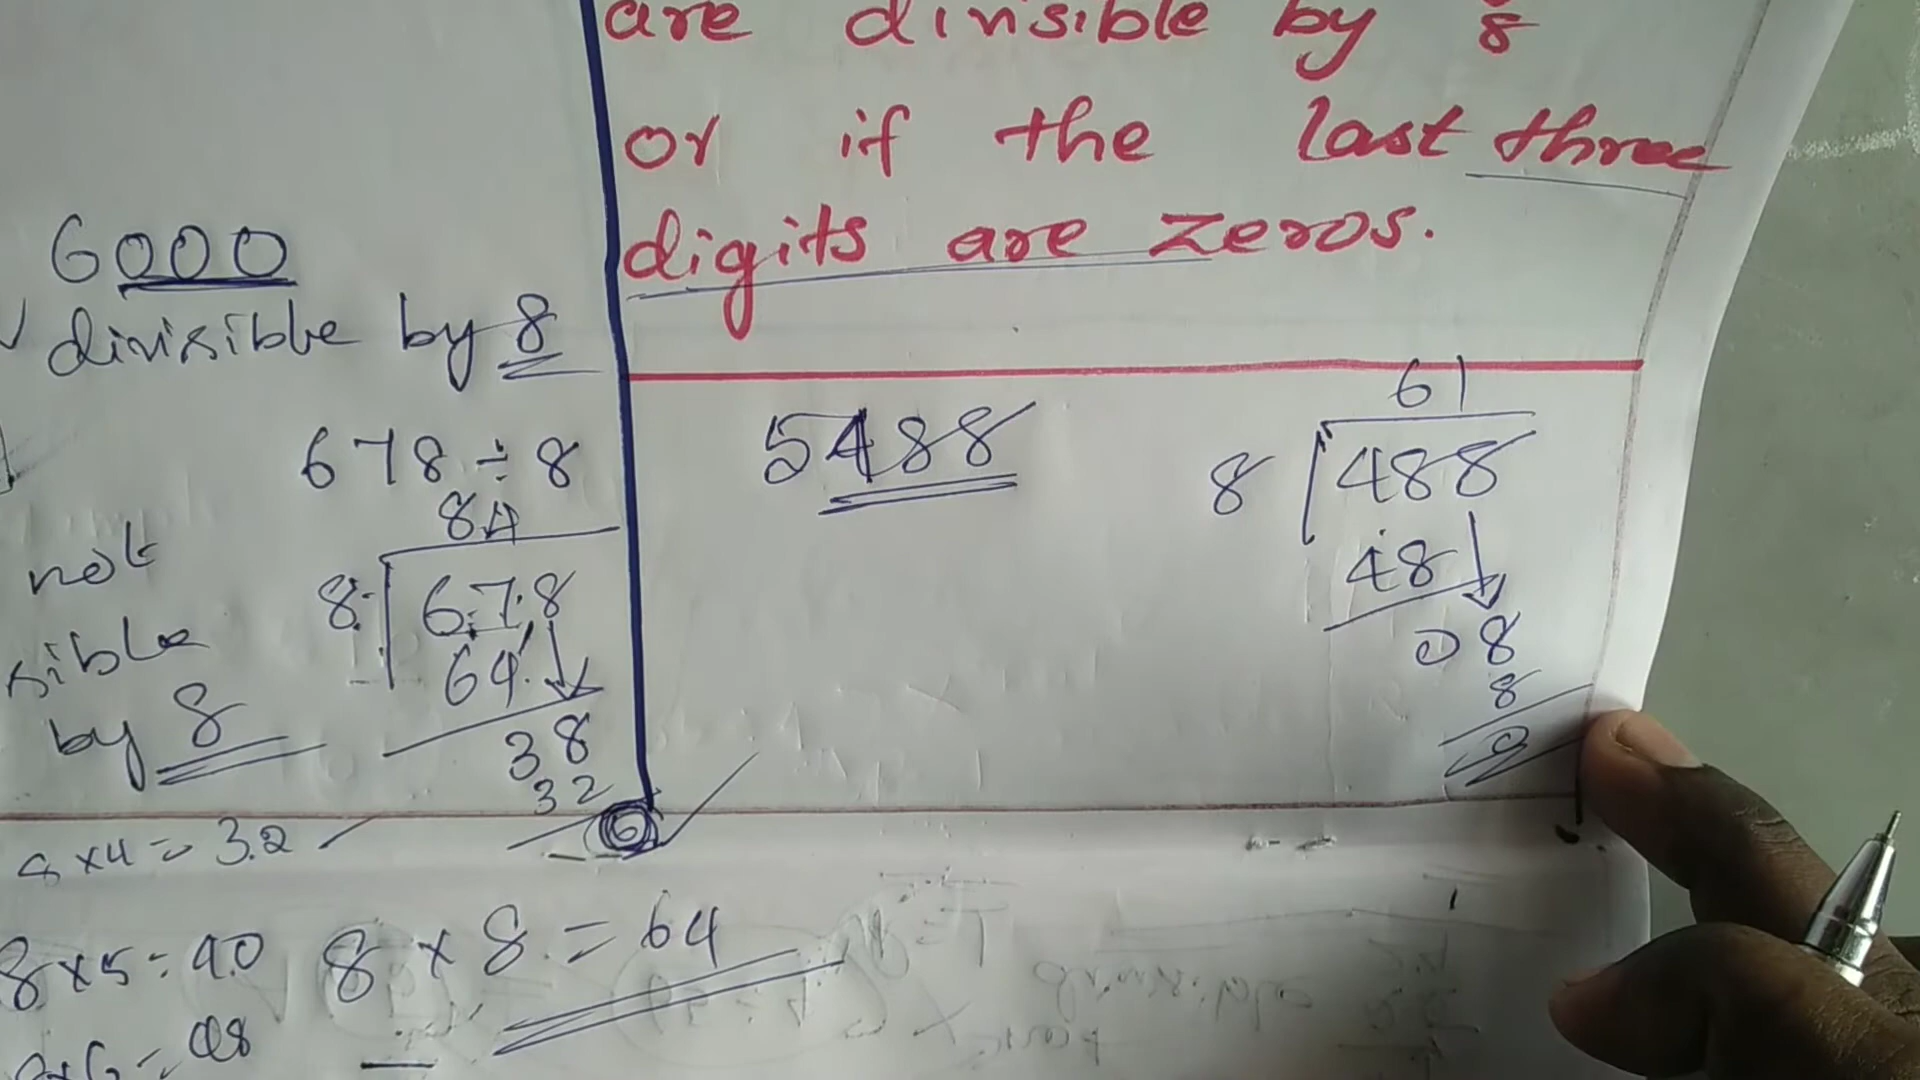 are divisible by 8
or if the last three
digits are zeros.
6000
divisible by 8
678 ÷ 8
84
8 678
64
38
32
6
not
sible
by 8
5488
61
8 488
48
08
8
0
8 x 4 = 32
8 x 5 = 40
8 x 8 = 64